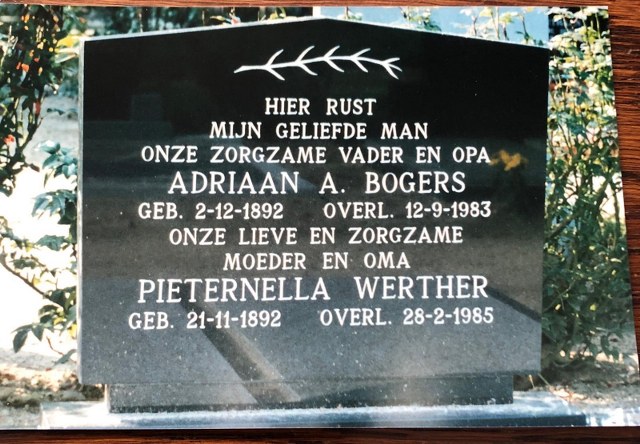 HIER RUST
MIJN GELIEFDE MAN
ONZE ZORGZAME VADER EN OPA
ADRIAAN A. BOGERS
GEB. 2-12-1892 OVERL. 12-9-1983
ONZE LIEVE EN ZORGZAME
MOEDER EN OMA
PIETERNELLA WERTHER
GEB. 21-11-1892 OVERL. 28-2-1985